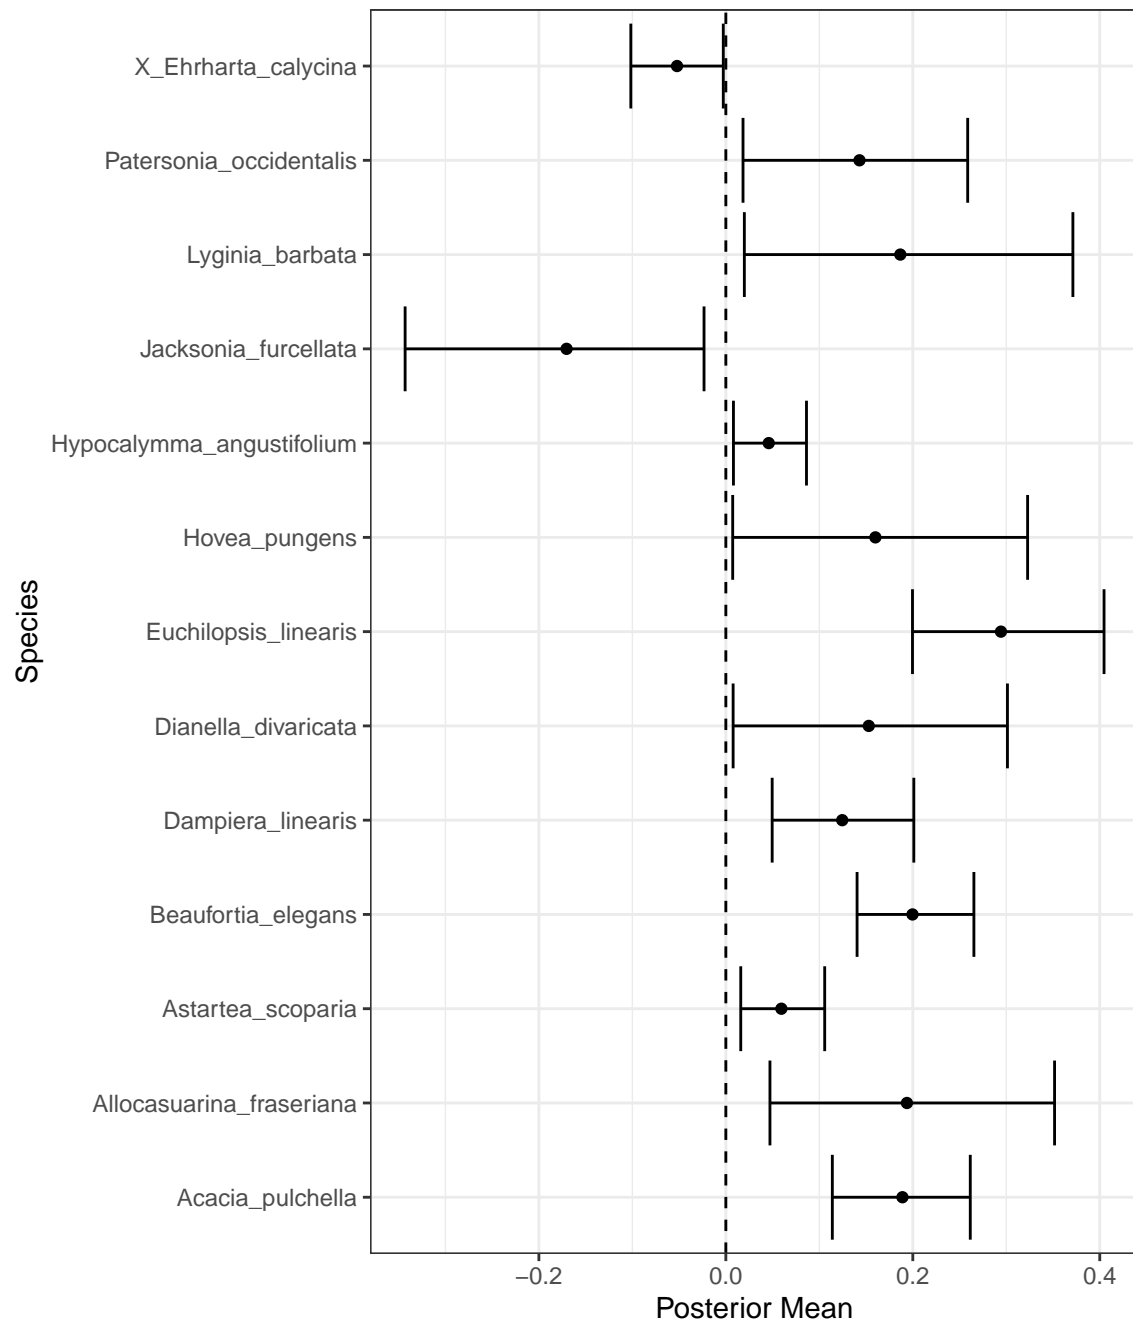 X_Ehrharta_calycina
Patersonia_occidentalis
Lyginia_barbata
Jacksonia_furcellata
Hypocalymma_angustifolium
Hovea_pungens
Euchilopsis_linearis
Dianella_divaricata
Dampiera_linearis
Beaufortia_elegans
Astartea_scoparia
Allocasuarina_fraseriana
Acacia_pulchella
Species
−0.2 0.0 0.2 0.4
Posterior Mean